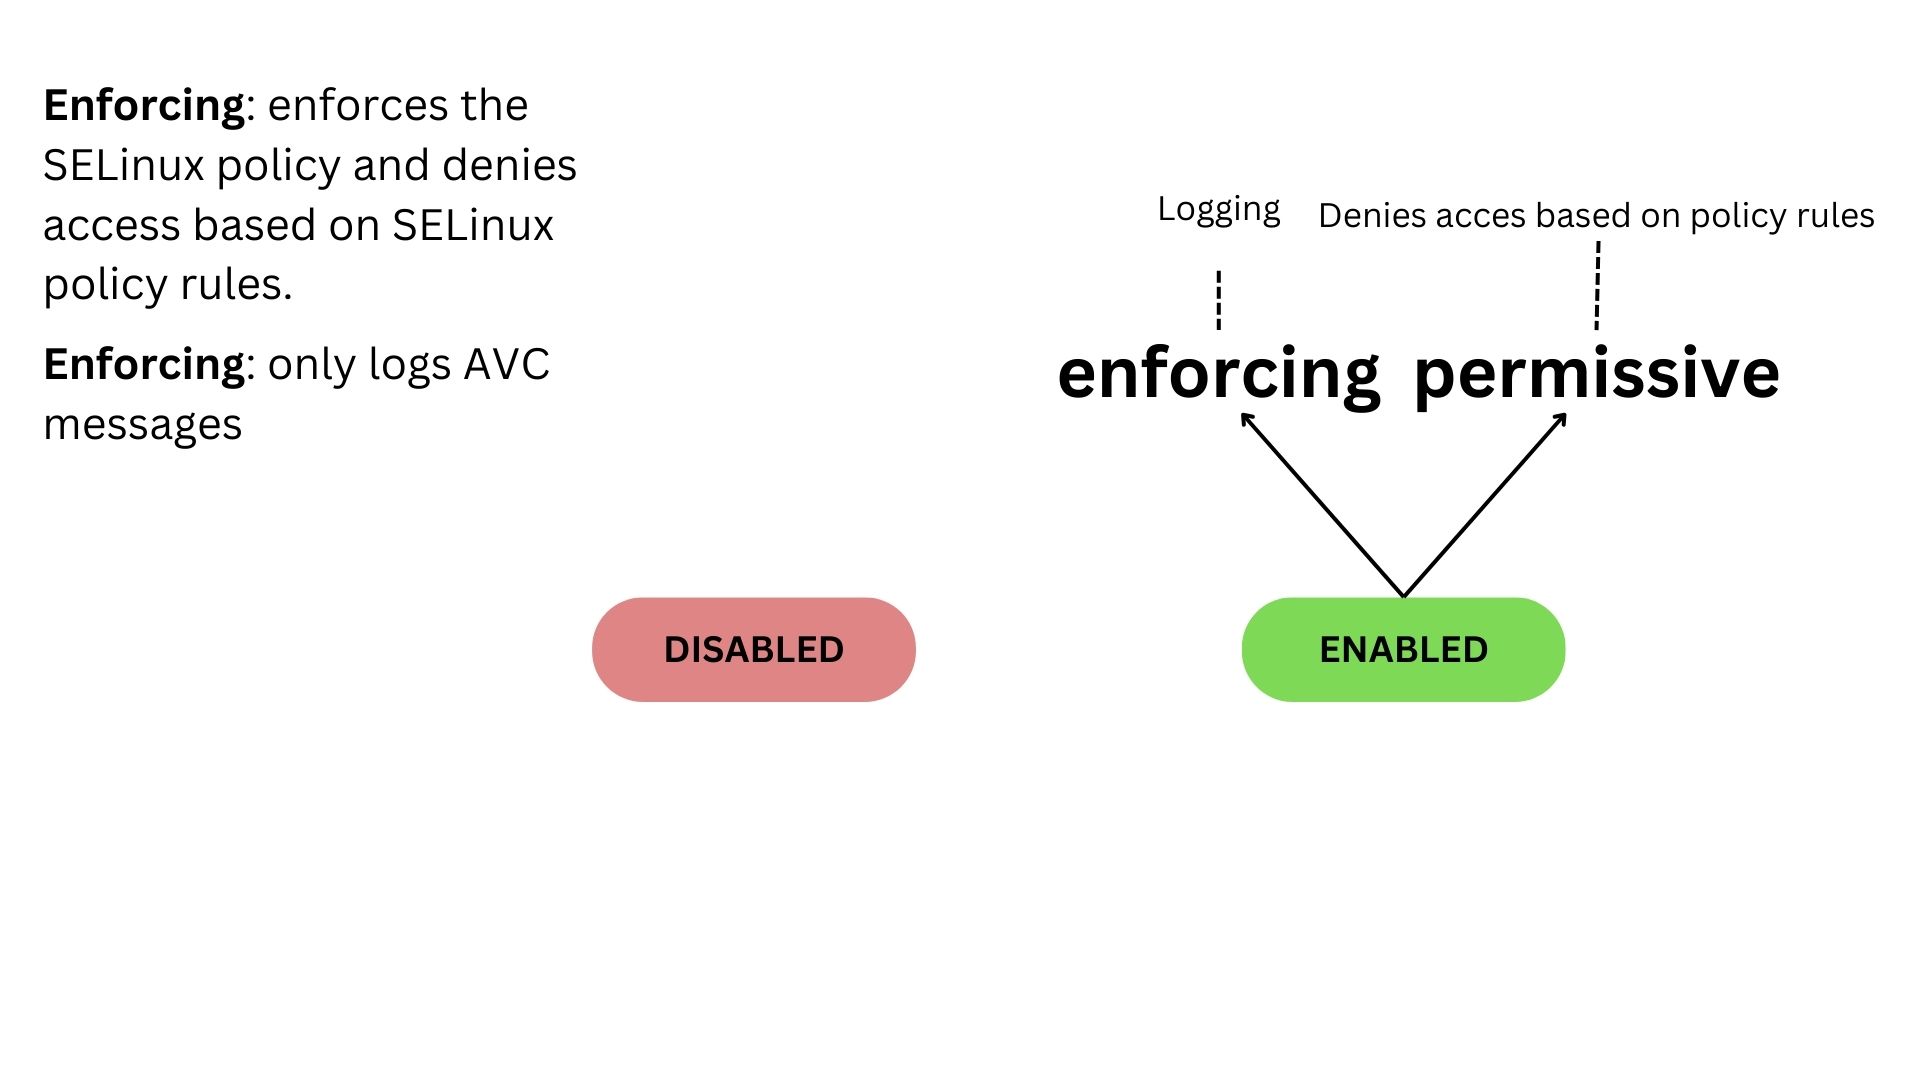 Enforcing: enforces the
SELinux policy and denies
access based on SELinux
policy rules.
Enforcing: only logs AVC
messages
Logging
Denies acces based on policy rules
enforcing permissive
DISABLED
ENABLED